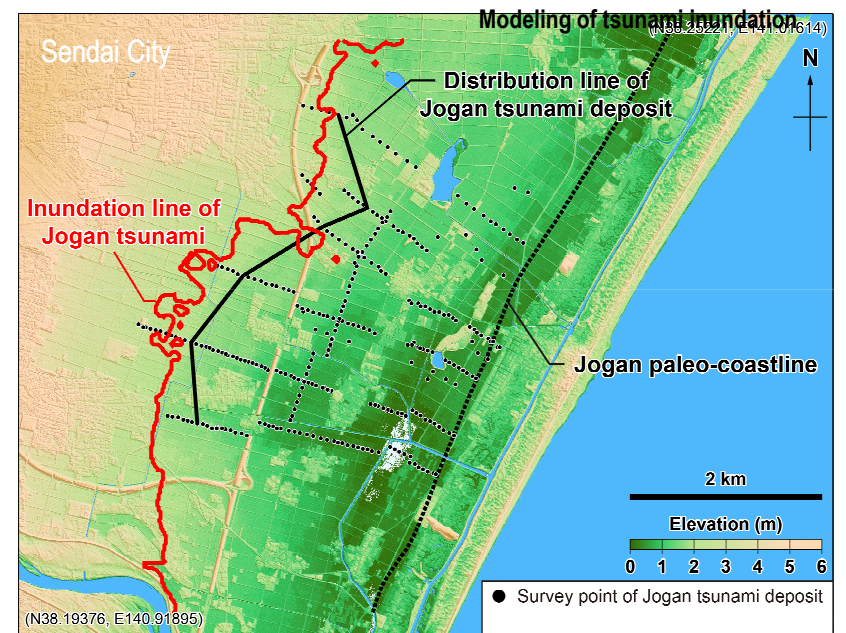 Modeling of tsunami inundation
(N38.25221, E141.01614)
Sendai City
N
Distribution line of
Jogan tsunami deposit
Inundation line of
Jogan tsunami
Jogan paleo-coastline
2 km
Elevation (m)
0 1 2 3 4 5 6
Survey point of Jogan tsunami deposit
(N38.19376, E140.91895)